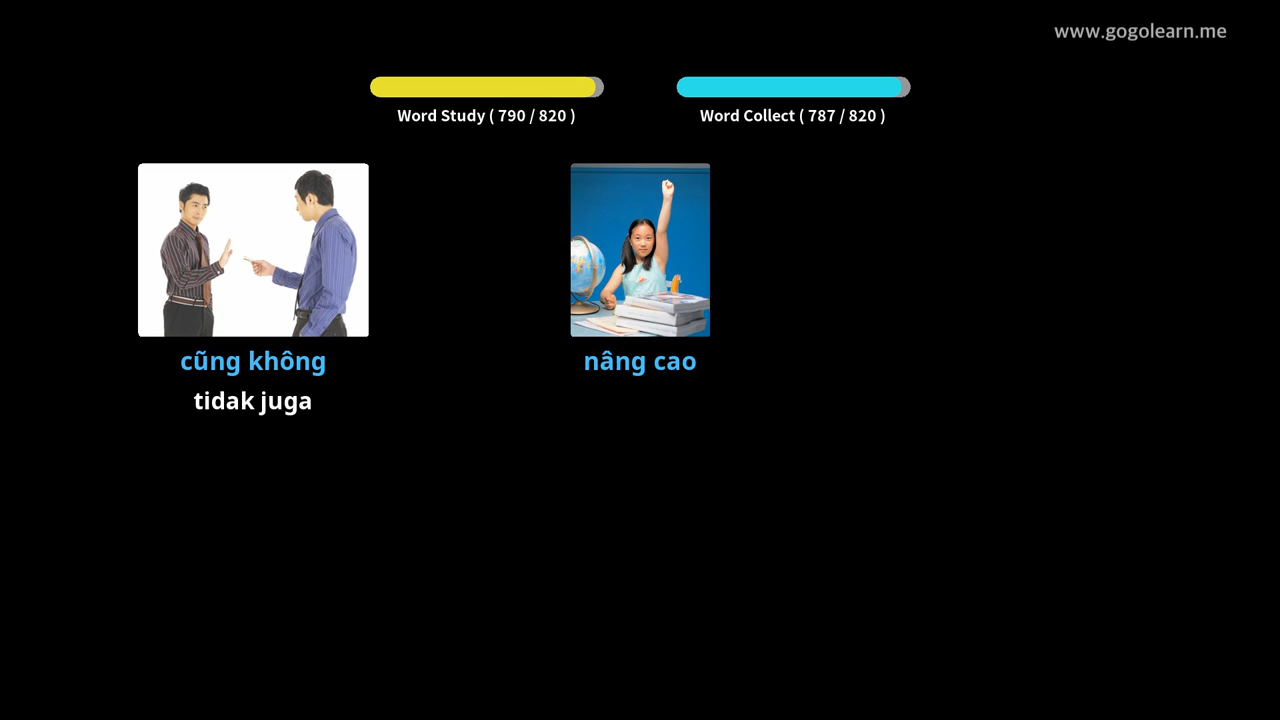 www.gogolearn.me
Word Study ( 790 / 820 )
Word Collect ( 787 / 820 )
cũng không
tidak juga
nâng cao